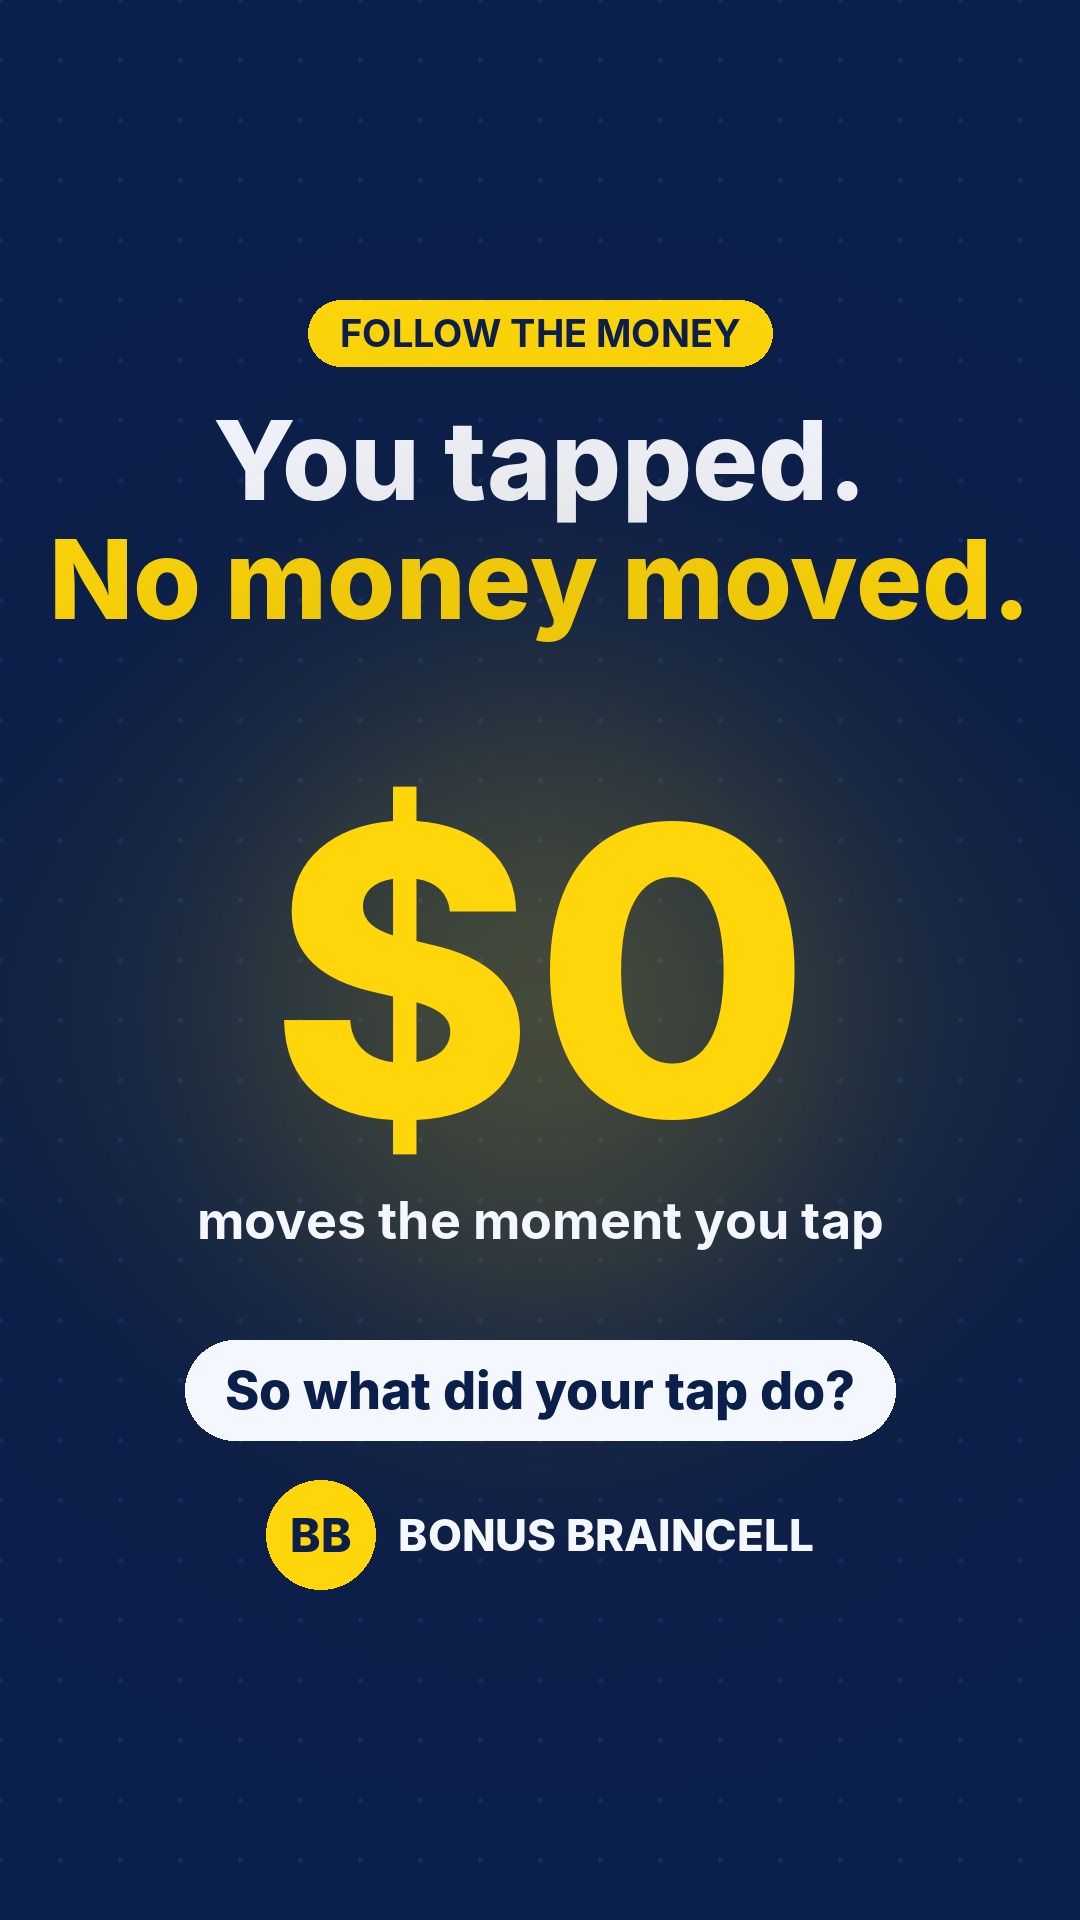 FOLLOW THE MONEY
You tapped.
No money moved.
$0
moves the moment you tap
So what did your tap do?
BB BONUS BRAINCELL